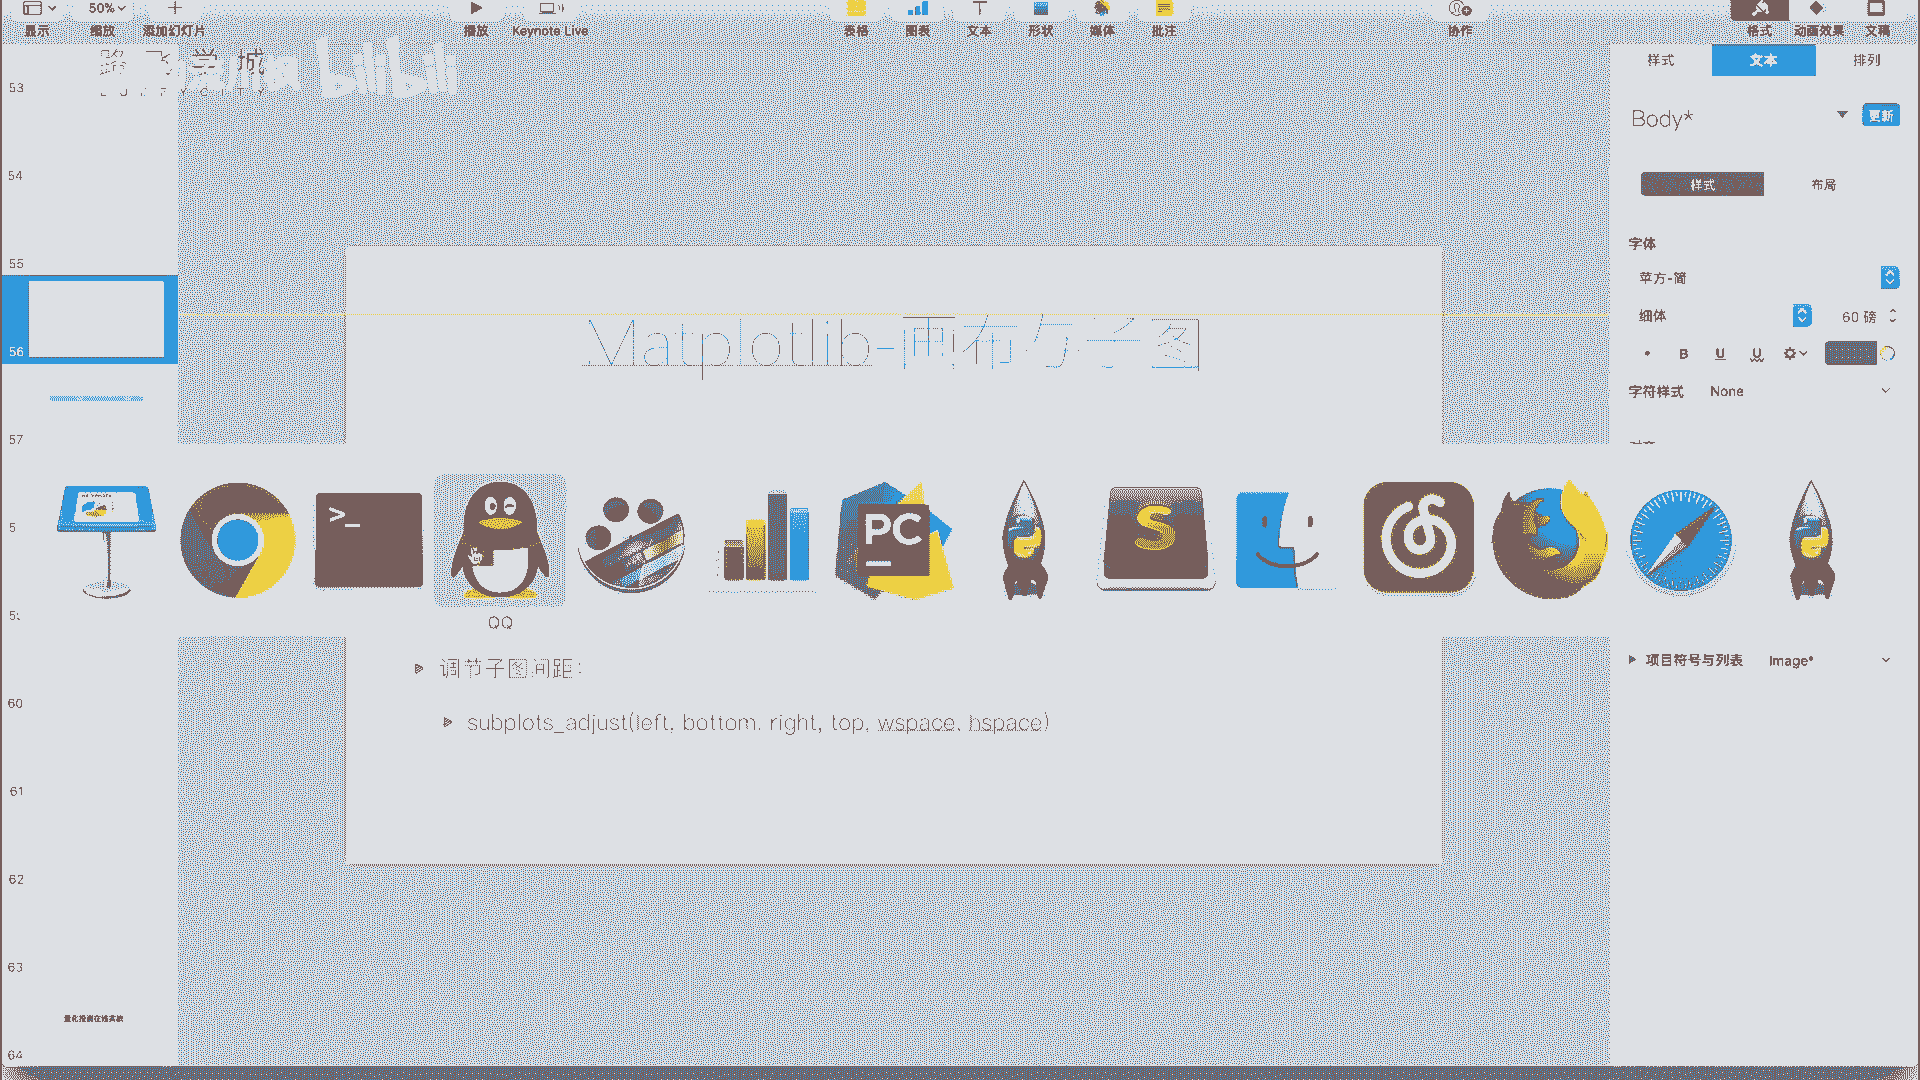 显示
50%
缩放
添加幻灯片
播放
Keynote Live
表格
图表
文本
形状
媒体
批注
协作
格式
动画效果
文稿
路飞学城
bilibili
53
54
55
56
57
60
61
62
63
64
Matplotlib-画布与子图
PC
S
QQ
调节子图间距:
subplots_adjust(left, bottom, right, top, wspace, hspace)
样式
文本
排列
Body*
更新
样式
布局
字体
苹方-简
细体
60 磅
B U U
字符样式
None
项目符号与列表
Image*